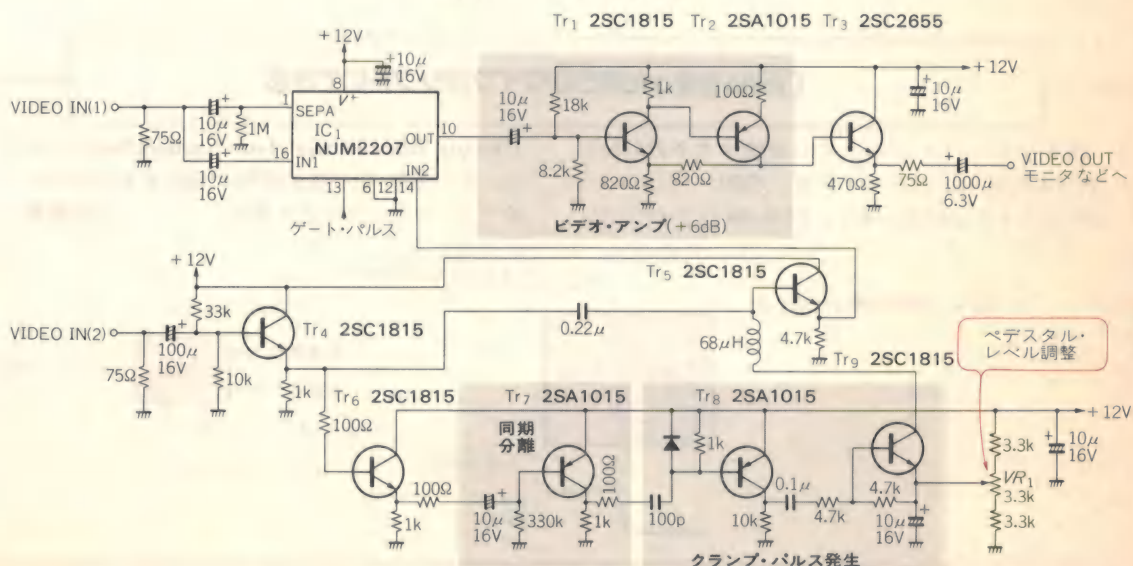 Tr1 2SC1815 Tr2 2SA1015 Tr3 2SC2655
+12V
+10μ
16V
8
V+
VIDEO IN(1)
75Ω
10μ
16V
10μ
16V
1M
1
SEPA
IC1
NJM2207
OUT
10
16
IN1
IN2
13
6
12
14
ゲート・パルス
10μ
16V
18k
8.2k
1k
100Ω
820Ω
820Ω
ビデオ・アンプ(+6dB)
+12V
10μ
16V
470Ω
75Ω
1000μ
6.3V
VIDEO OUT
モニタなどへ
+12V
33k
VIDEO IN(2)
75Ω
100μ
16V
10k
Tr4 2SC1815
1k
0.22μ
Tr5 2SC1815
68μH
4.7k
Tr9 2SC1815
ペデスタル・
レベル調整
100Ω
Tr6 2SC1815
100Ω
1k
Tr7 2SA1015
同期
分離
10μ
16V
330k
1k
100Ω
100p
Tr8 2SA1015
1k
10k
0.1μ
4.7k
4.7k
10μ
16V
クランプ・パルス発生
+12V
3.3k
VR1
3.3k
3.3k
10μ
16V